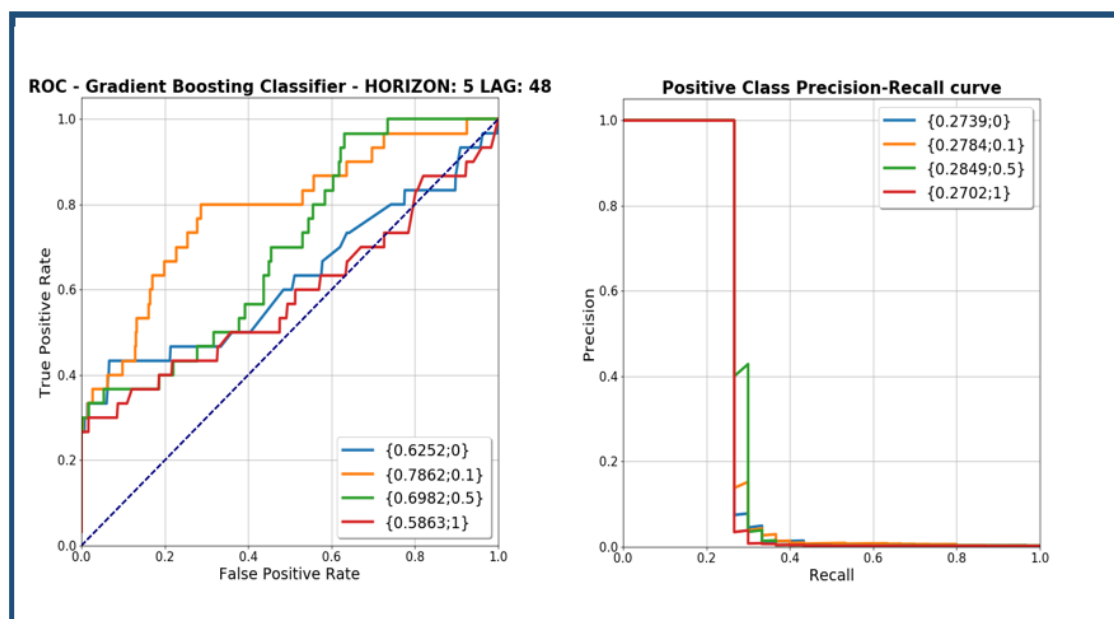 ROC - Gradient Boosting Classifier - HORIZON: 5 LAG: 48
True Positive Rate
1.0
0.8
0.6
0.4
0.2
0.0
{0.6252;0}
{0.7862;0.1}
{0.6982;0.5}
{0.5863;1}
0.0 0.2 0.4 0.6 0.8 1.0
False Positive Rate
Positive Class Precision-Recall curve
Precision
1.0
0.8
0.6
0.4
0.2
0.0
{0.2739;0}
{0.2784;0.1}
{0.2849;0.5}
{0.2702;1}
0.0 0.2 0.4 0.6 0.8 1.0
Recall